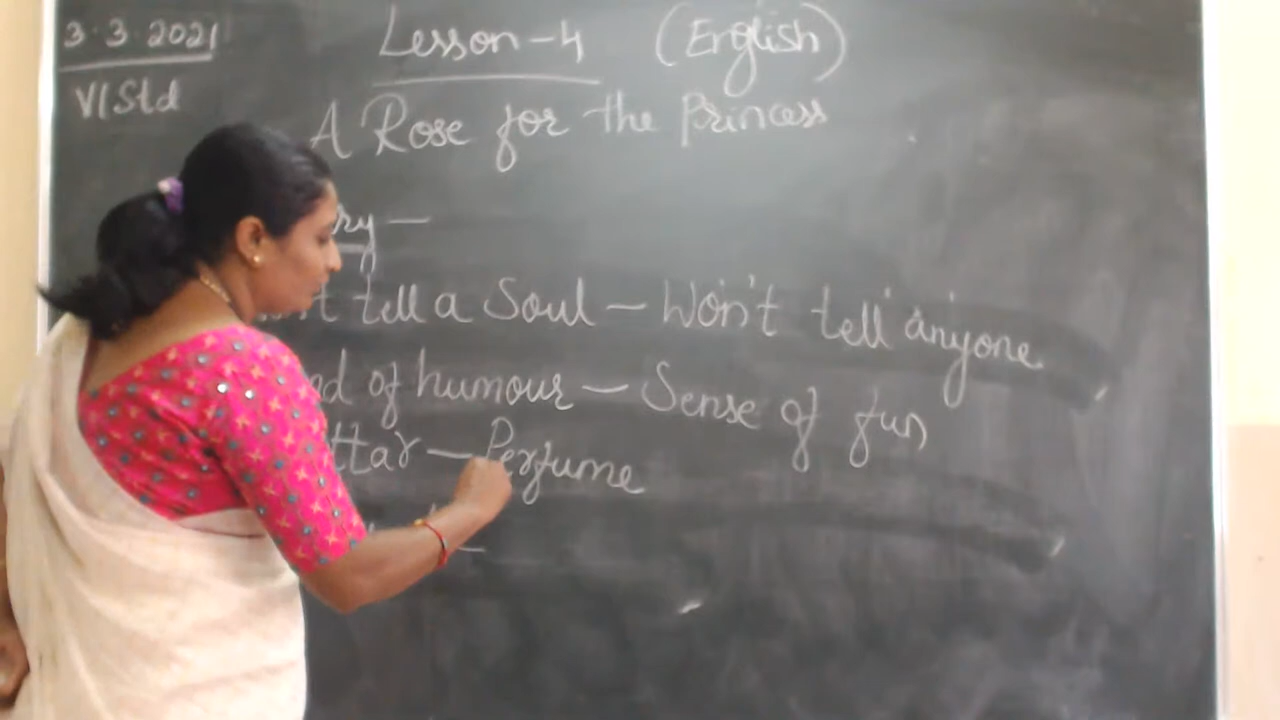 3.3.2021
VI Std
Lesson-4 (English)
A Rose for the Princess
tell a Soul - Won't tell anyone
of humour - Sense of fun
- Perfume